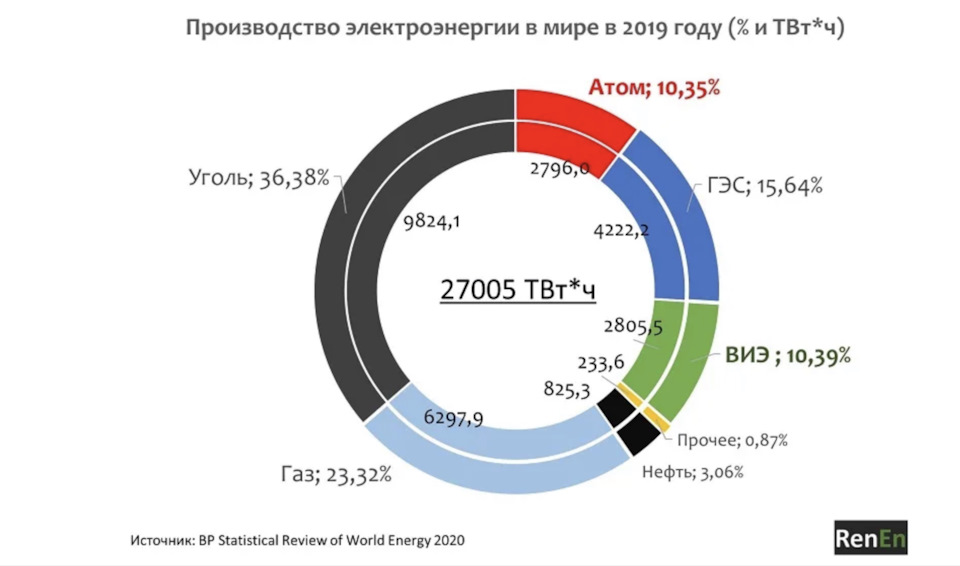 Производство электроэнергии в мире в 2019 году (% и ТВт*ч)
Атом; 10,35%
2796,0
Уголь; 36,38%
ГЭС; 15,64%
9824,1
4222,2
27005 ТВт*ч
2805,5
ВИЭ ; 10,39%
233,6
825,3
6297,9
Прочее; 0,87%
Газ; 23,32%
Нефть; 3,06%
Источник: BP Statistical Review of World Energy 2020
RenEn